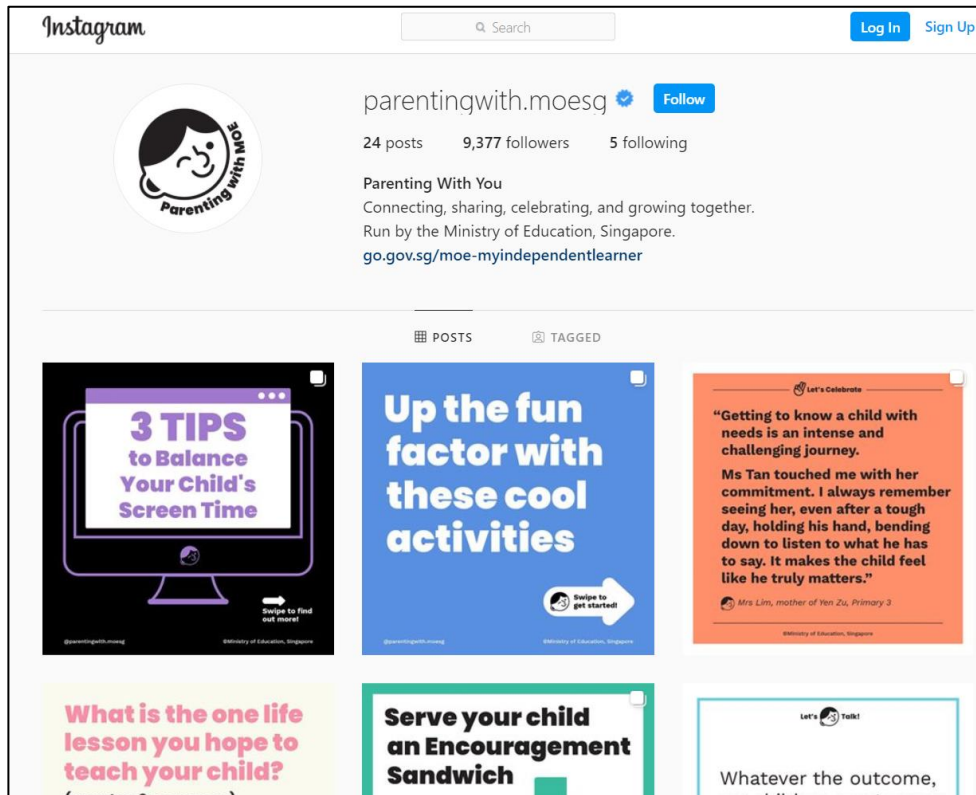 Instagram
Search
Log In
Sign Up
Parenting with MOE
parentingwith.moesg
Follow
24 posts
9,377 followers
5 following
Parenting With You
Connecting, sharing, celebrating, and growing together.
Run by the Ministry of Education, Singapore.
go.gov.sg/moe-myindependentlearner
POSTS
TAGGED
3 TIPS
to Balance
Your Child's
Screen Time
Swipe to find
out more!
@parentingwith.moesg
©Ministry of Education, Singapore
Up the fun
factor with
these cool
activities
Swipe to
get started!
@parentingwith.moesg
©Ministry of Education, Singapore
Let's Celebrate
“Getting to know a child with
needs is an intense and
challenging journey.
Ms Tan touched me with her
commitment. I always remember
seeing her, even after a tough
day, holding his hand, bending
down to listen to what he has
to say. It makes the child feel
like he truly matters.”
Mrs Lim, mother of Yen Zu, Primary 3
©Ministry of Education, Singapore
What is the one life
lesson you hope to
teach your child?
Serve your child
an Encouragement
Sandwich
Let's Talk!
Whatever the outcome,